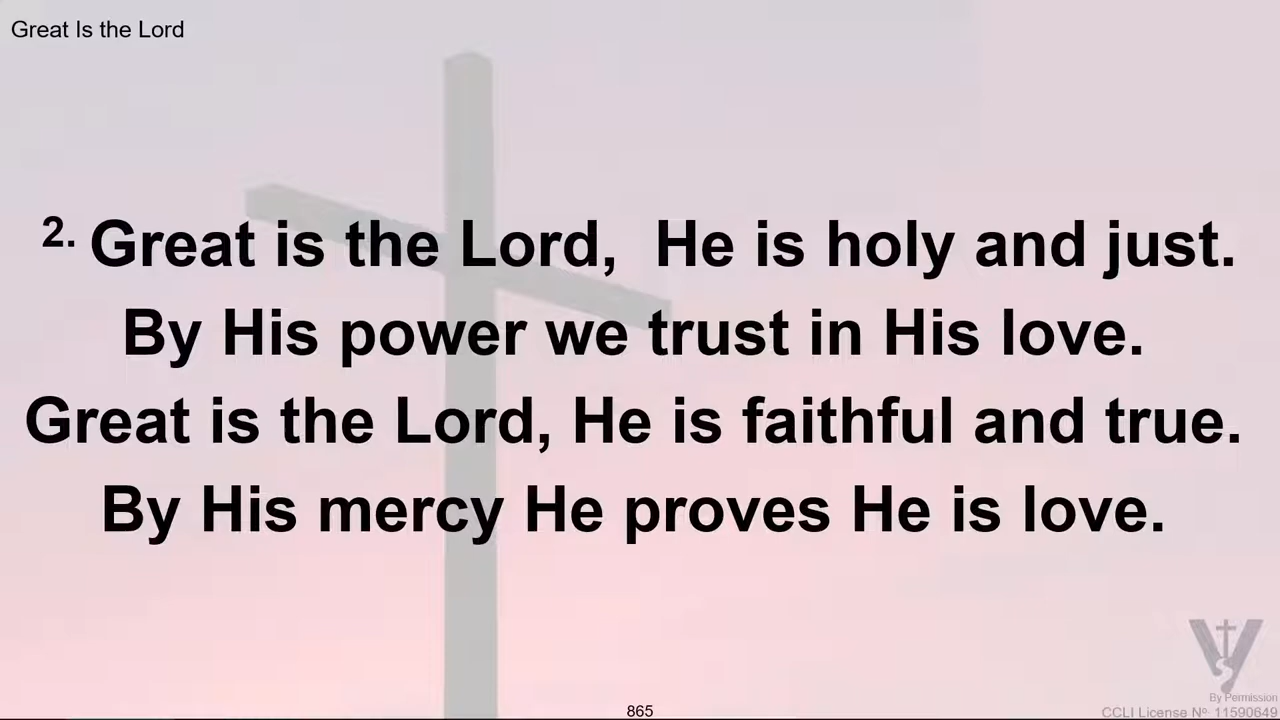 Great Is the Lord
2. Great is the Lord,  He is holy and just.
By His power we trust in His love.
Great is the Lord, He is faithful and true.
By His mercy He proves He is love.
By Permission
865
CCLI License Nº 11590649